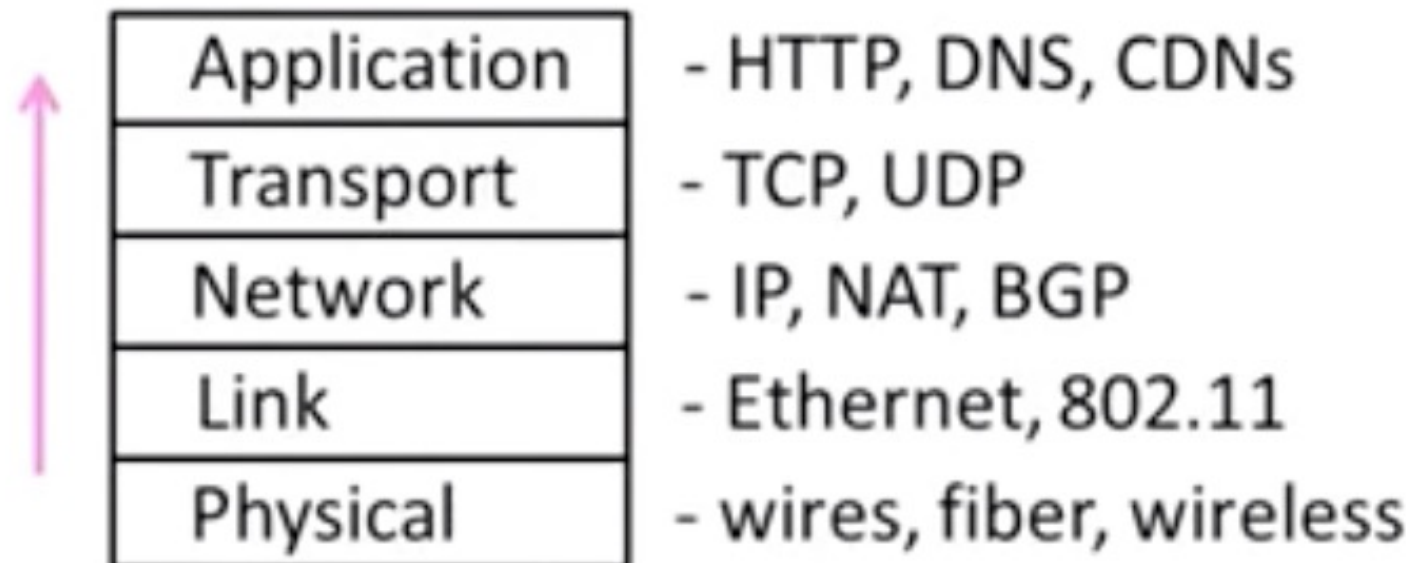 Application - HTTP, DNS, CDNs
Transport - TCP, UDP
Network - IP, NAT, BGP
Link - Ethernet, 802.11
Physical - wires, fiber, wireless